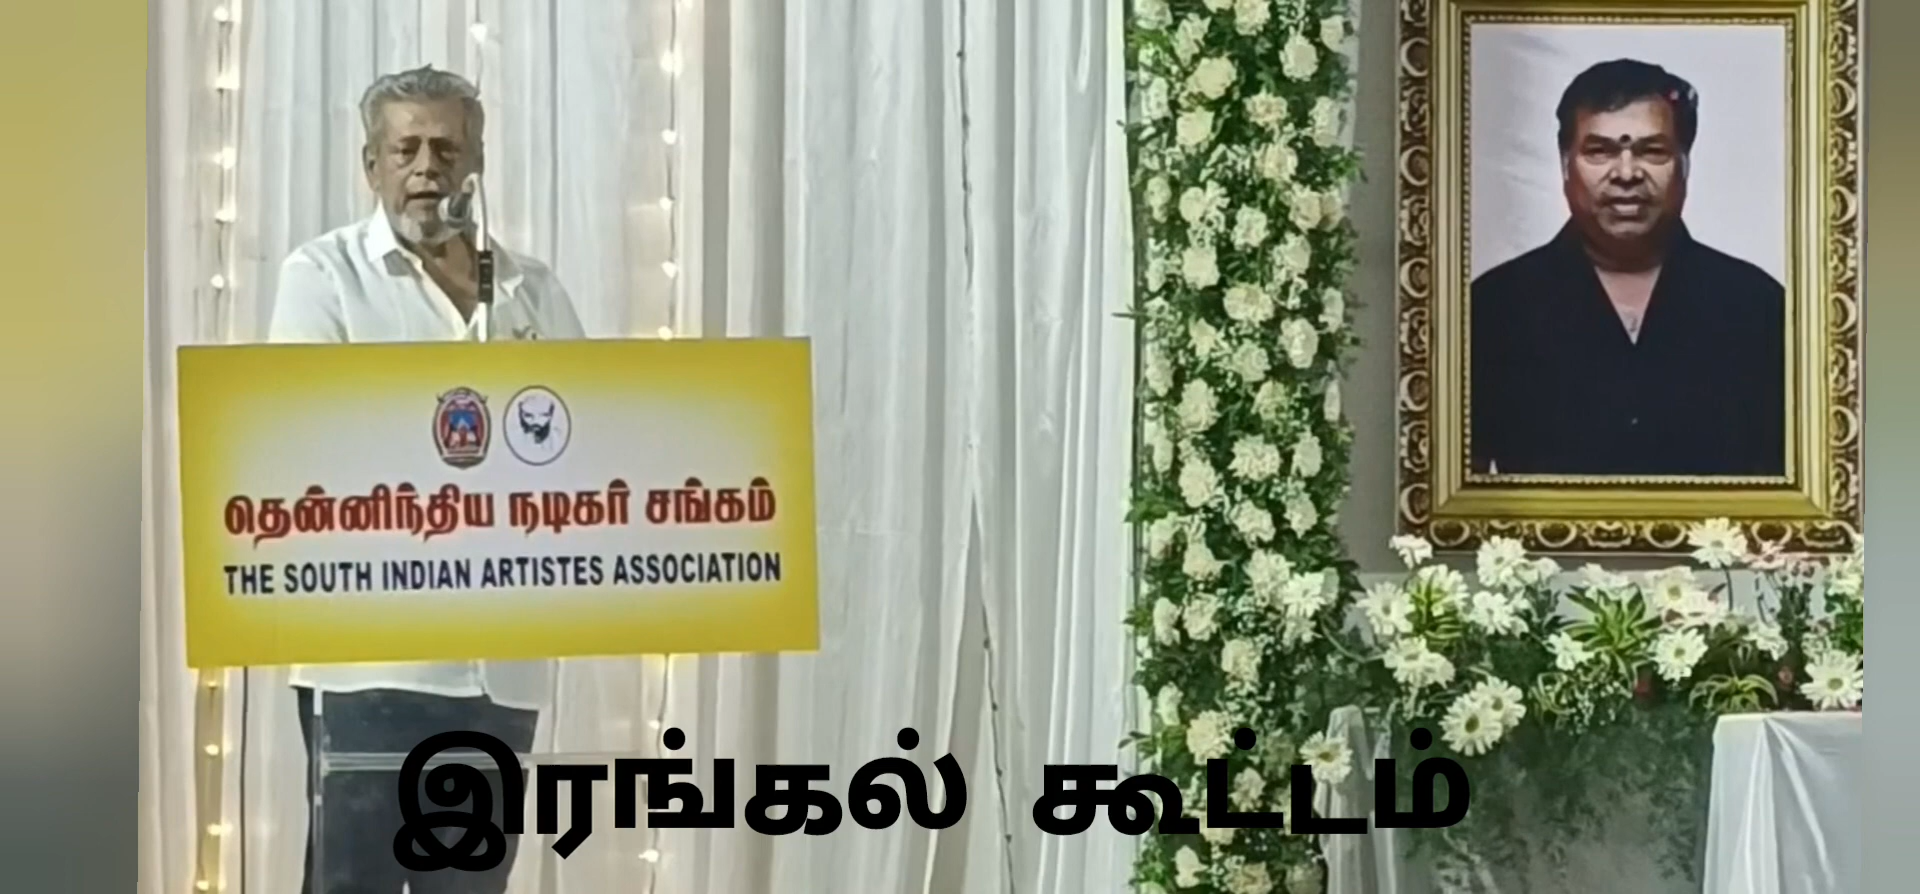 தென்னிந்திய நடிகர் சங்கம்
THE SOUTH INDIAN ARTISTES ASSOCIATION
இரங்கல் கூட்டம்